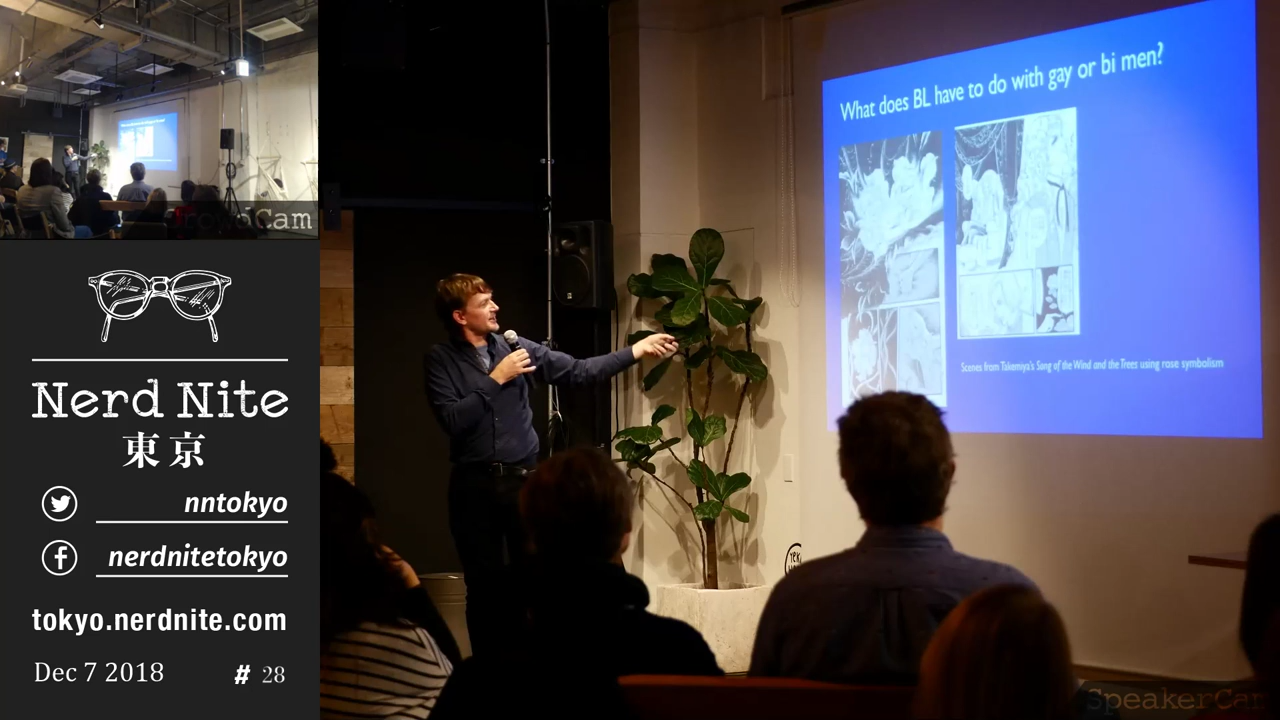 CrowdCam
Nerd Nite
東京
nntokyo
nerdnitetokyo
tokyo.nerdnite.com
Dec 7 2018 # 28
What does BL have to do with gay or bi men?
Scenes from Takemiya's Song of the Wind and the Trees using rose symbolism
SpeakerCam